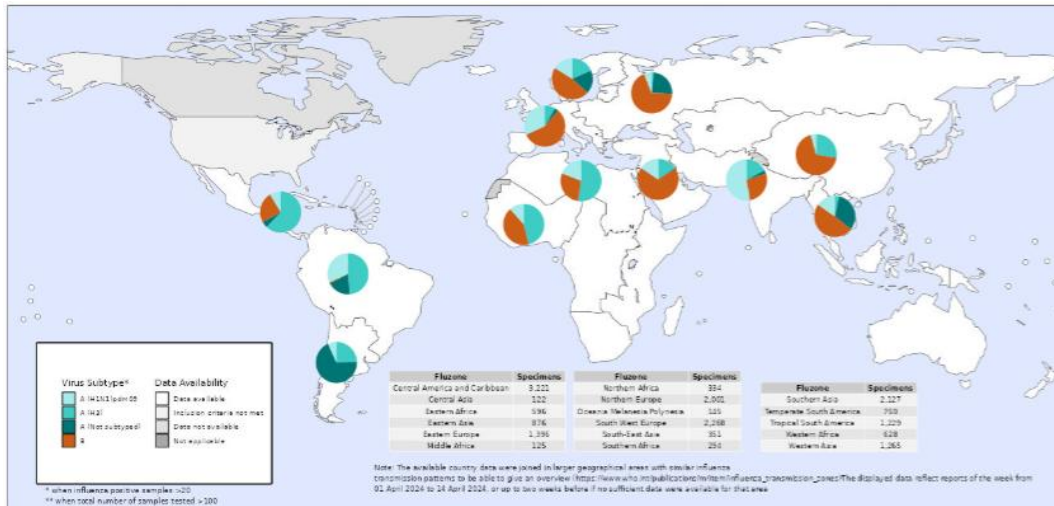 Virus Subtype*
A (H1N1)pdm09
A (H3)
A (Not subtyped)
B
Data Availability
Data available
Inclusion criteria not met
Data not available
Not applicable
* when influenza positive samples >20
** when total number of samples tested >100
Fluzone Specimens
Central America and Caribbean 3,221
Central Asia 122
Eastern Africa 596
Eastern Asia 876
Eastern Europe
Middle Africa 125
Fluzone Specimens
Northern Africa 334
Northern Europe 2,001
Oceania Melanesia Polynesia
South West Europe 2,268
South-East Asia 351
Southern Africa
Fluzone Specimens
Southern Asia 2,127
Temperate South America
Tropical South America
Western Africa 628
Western Asia 1,265
Note: The available country data were joined in larger geographical areas with similar influenza
transmission patterns to be able to give an overview (https://www.who.int/publications/m/item/influenza_transmission_zones)The displayed data reflect reports of the week from
01 April 2024 to 14 April 2024, or up to two weeks before if no sufficient data were available for that area